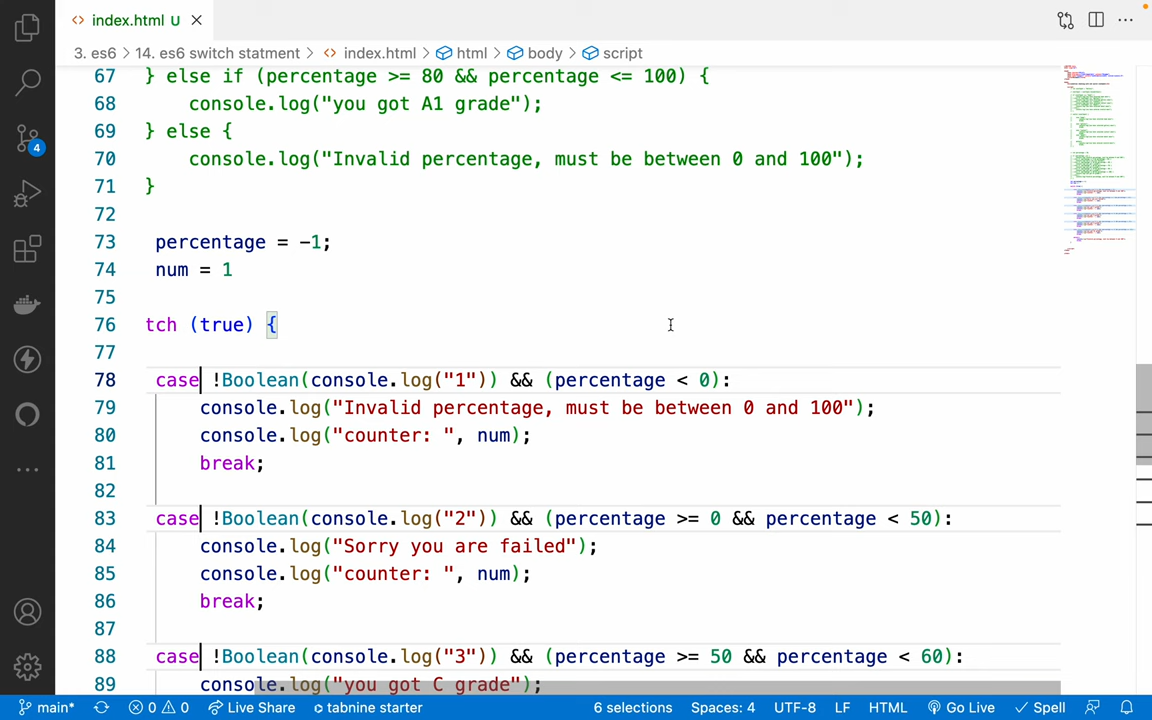 index.html U
3. es6 > 14. es6 switch statment > index.html > html > body > script
67 } else if (percentage >= 80 && percentage <= 100) {
68 console.log("you got A1 grade");
69 } else {
70 console.log("Invalid percentage, must be between 0 and 100");
71 }
72
73 percentage = -1;
74 num = 1
75
76 tch (true) {
77
78 case !Boolean(console.log("1")) && (percentage < 0):
79 console.log("Invalid percentage, must be between 0 and 100");
80 console.log("counter: ", num);
81 break;
82
83 case !Boolean(console.log("2")) && (percentage >= 0 && percentage < 50):
84 console.log("Sorry you are failed");
85 console.log("counter: ", num);
86 break;
87
88 case !Boolean(console.log("3")) && (percentage >= 50 && percentage < 60):
89 console.log("you got C grade");
4
main* 0 0 Live Share tabnine starter 6 selections Spaces: 4 UTF-8 LF HTML Go Live Spell